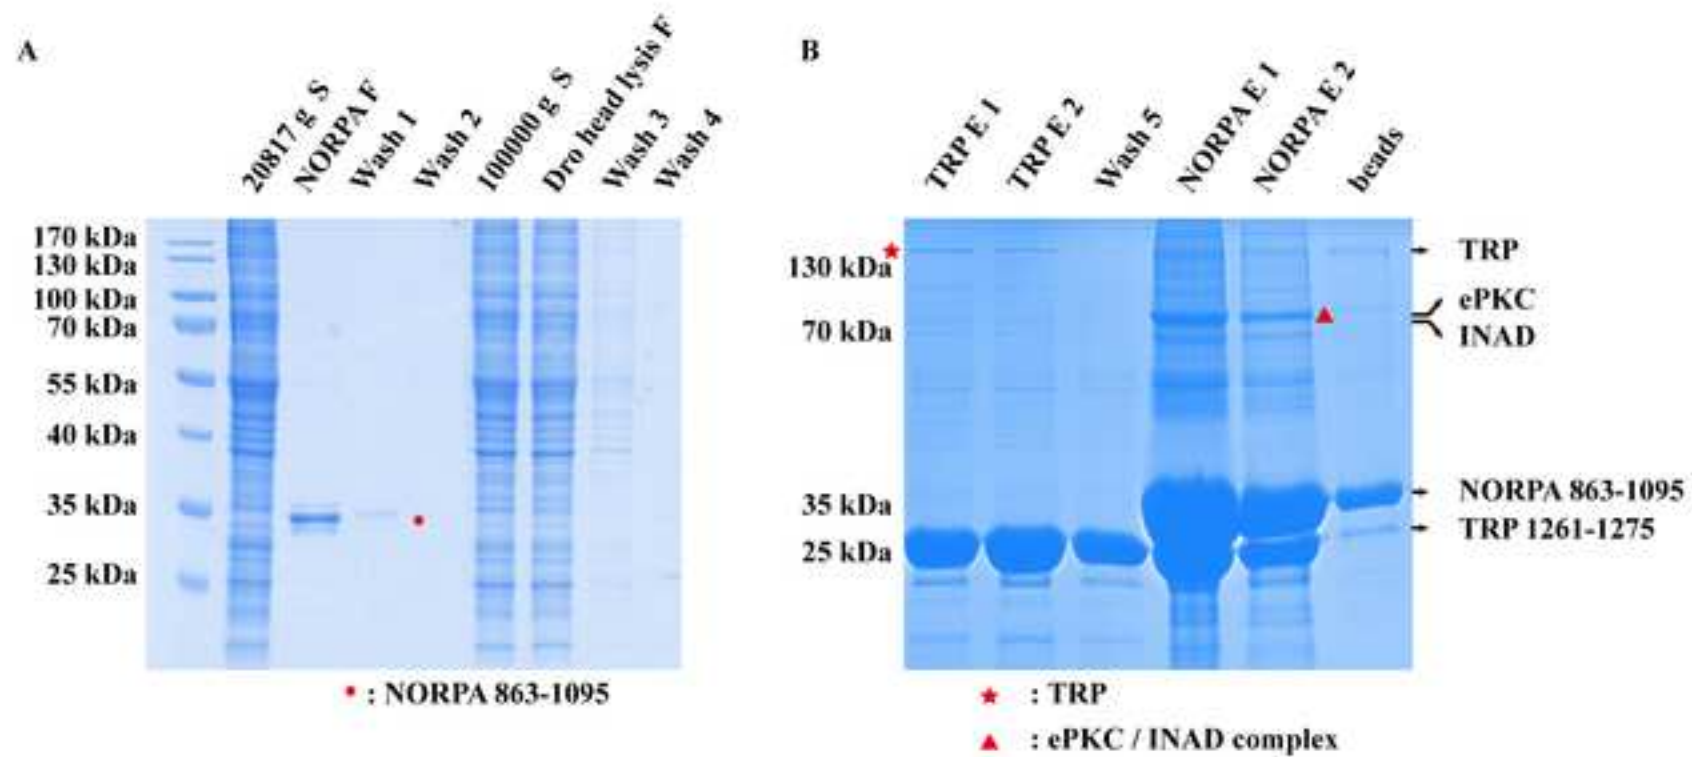 A
20817 g S
NORPA F
Wash 1
Wash 2
100000 g S
Dro head lysis F
Wash 3
Wash 4
170 kDa
130 kDa
100 kDa
70 kDa
55 kDa
40 kDa
35 kDa
25 kDa
• : NORPA 863-1095
B
TRP E 1
TRP E 2
Wash 5
NORPA E 1
NORPA E 2
beads
130 kDa
70 kDa
35 kDa
25 kDa
TRP
ePKC
INAD
NORPA 863-1095
TRP 1261-1275
★ : TRP
▲ : ePKC / INAD complex